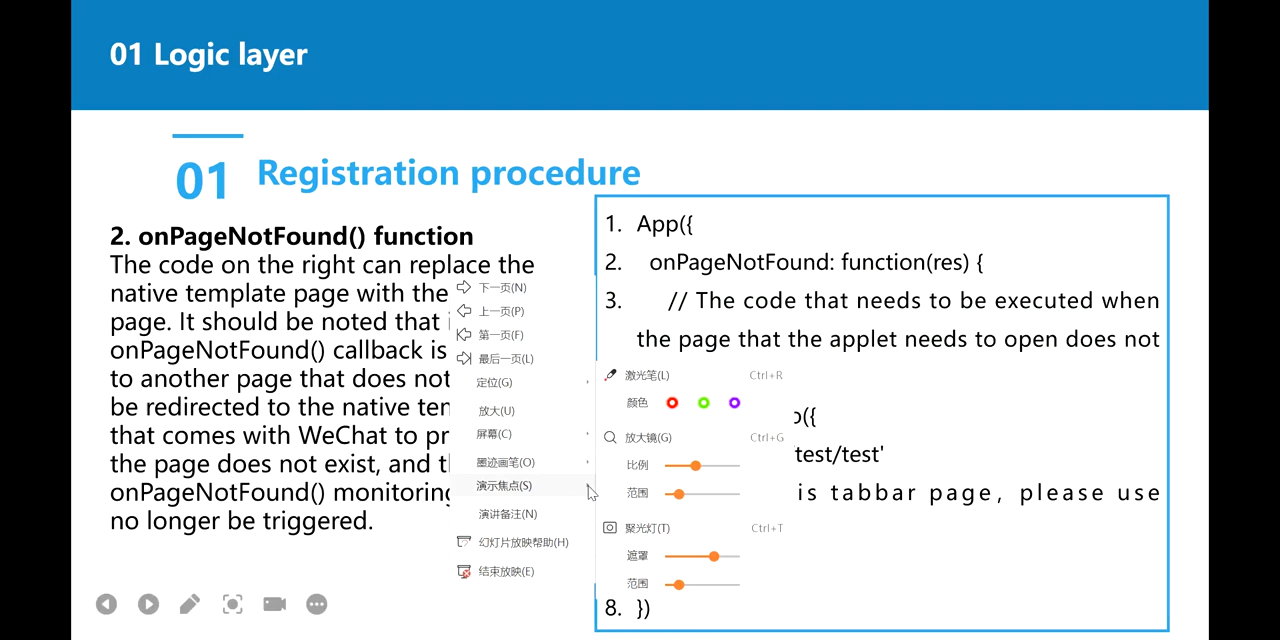 01 Logic layer
01 Registration procedure
2. onPageNotFound() function
The code on the right can replace the
native template page with the
page. It should be noted that
onPageNotFound() callback is
to another page that does not
be redirected to the native
that comes with WeChat to
the page does not exist, and
onPageNotFound() monitoring
no longer be triggered.
下一页(N)
上一页(P)
第一页(F)
最后一页(L)
定位(G)
放大(U)
屏幕(C)
墨迹画笔(O)
演示焦点(S)
演讲备注(N)
幻灯片放映帮助(H)
结束放映(E)
1. App({
2. onPageNotFound: function(res) {
3. // The code that needs to be executed when
the page that the applet needs to open does not
激光笔(L) Ctrl+R
颜色
放大镜(G) Ctrl+G
比例
范围
聚光灯(T) Ctrl+T
遮罩
范围
({
test/test'
is tabbar page, please use
8. })